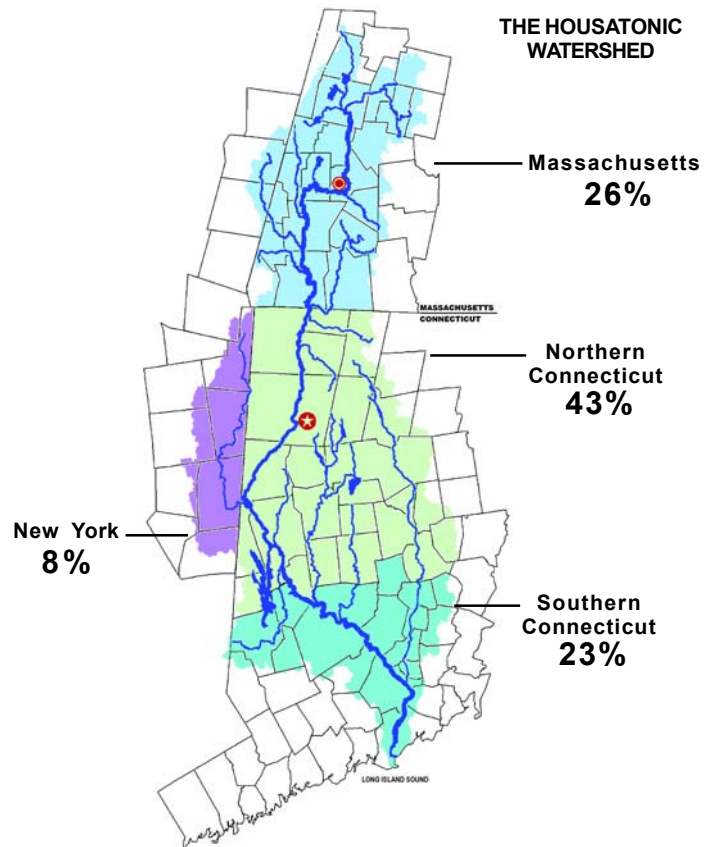 THE HOUSATONIC
WATERSHED
Massachusetts
26%
MASSACHUSETTS
CONNECTICUT
Northern
Connecticut
43%
New York
8%
Southern
Connecticut
23%
LONG ISLAND SOUND